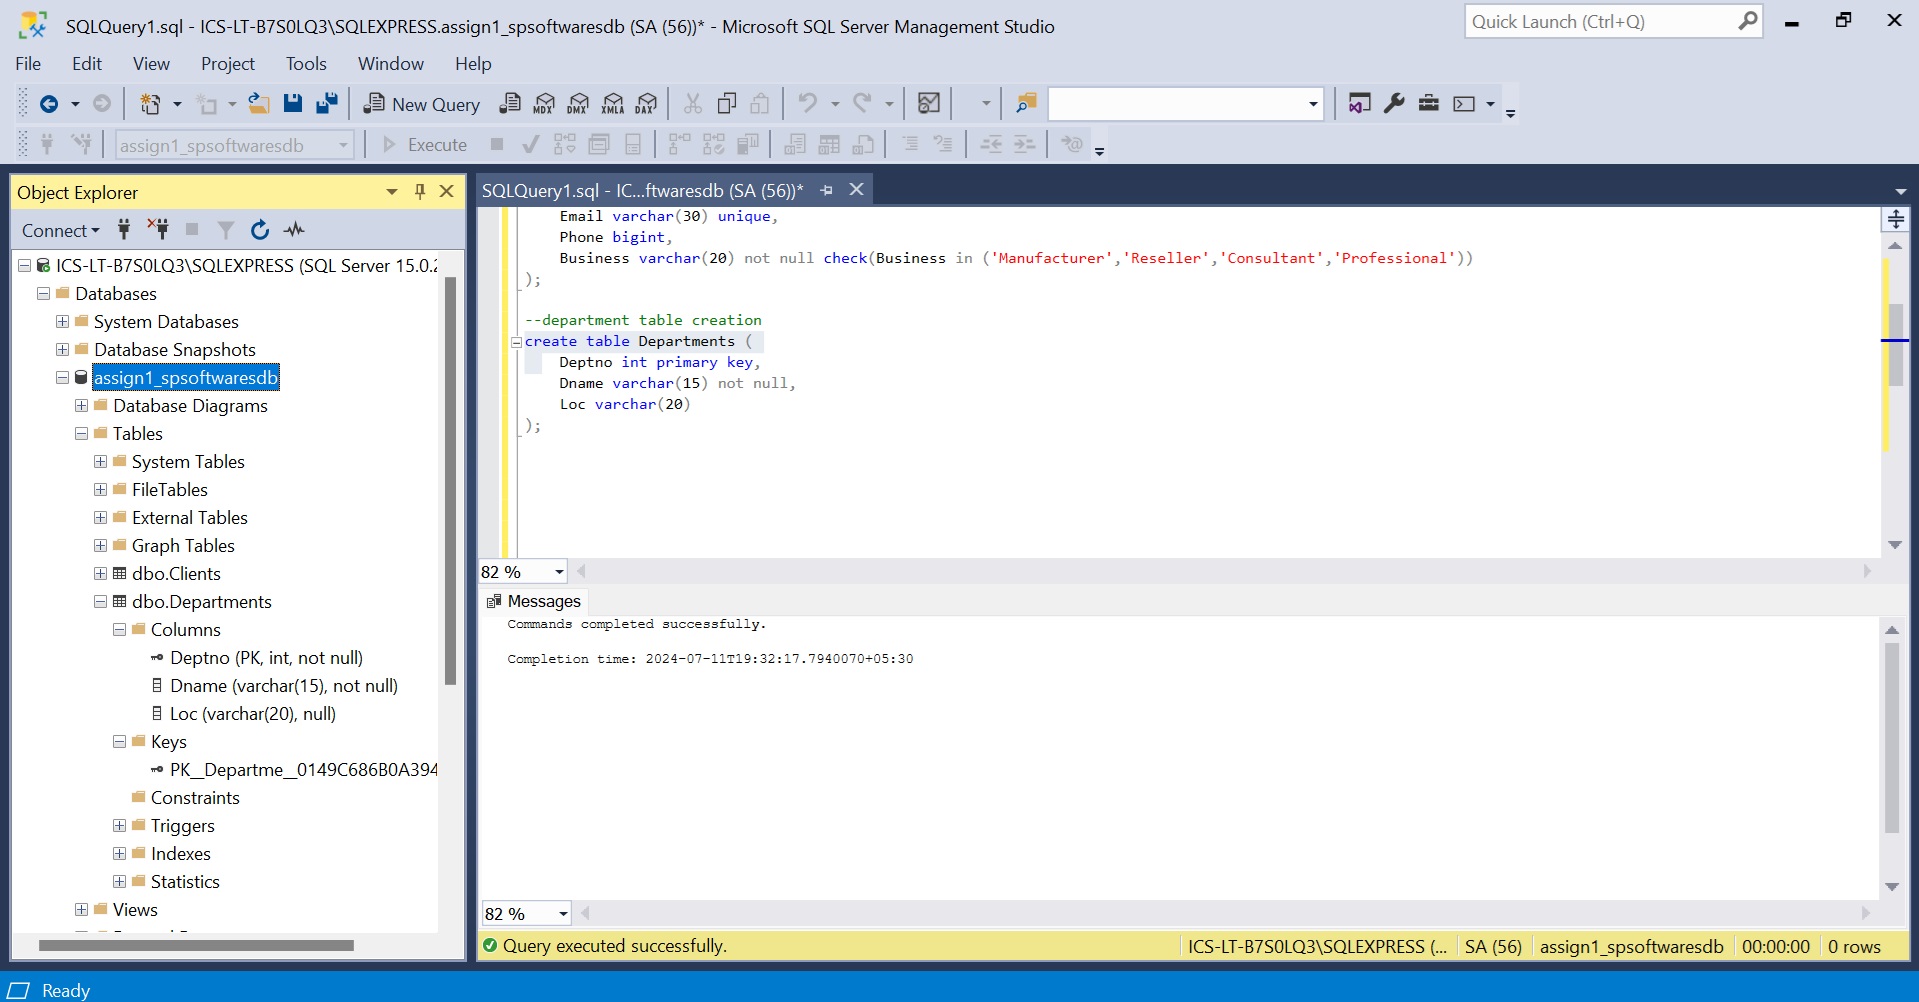 SQLQuery1.sql - ICS-LT-B7S0LQ3\SQLEXPRESS.assign1_spsoftwaresdb (SA (56))* - Microsoft SQL Server Management Studio
Quick Launch (Ctrl+Q)
File Edit View Project Tools Window Help
New Query MDX DMX XMLA DAX
assign1_spsoftwaresdb Execute
Object Explorer
Connect
ICS-LT-B7S0LQ3\SQLEXPRESS (SQL Server 15.0.2
Databases
System Databases
Database Snapshots
assign1_spsoftwaresdb
Database Diagrams
Tables
System Tables
FileTables
External Tables
Graph Tables
dbo.Clients
dbo.Departments
Columns
Deptno (PK, int, not null)
Dname (varchar(15), not null)
Loc (varchar(20), null)
Keys
PK__Departme__0149C686B0A394
Constraints
Triggers
Indexes
Statistics
Views
SQLQuery1.sql - IC...ftwaresdb (SA (56))*
Email varchar(30) unique,
Phone bigint,
Business varchar(20) not null check(Business in ('Manufacturer','Reseller','Consultant','Professional'))
);
--department table creation
create table Departments (
Deptno int primary key,
Dname varchar(15) not null,
Loc varchar(20)
);
82 %
Messages
Commands completed successfully.
Completion time: 2024-07-11T19:32:17.7940070+05:30
82 %
Query executed successfully. ICS-LT-B7S0LQ3\SQLEXPRESS (... SA (56) assign1_spsoftwaresdb 00:00:00 0 rows
Ready